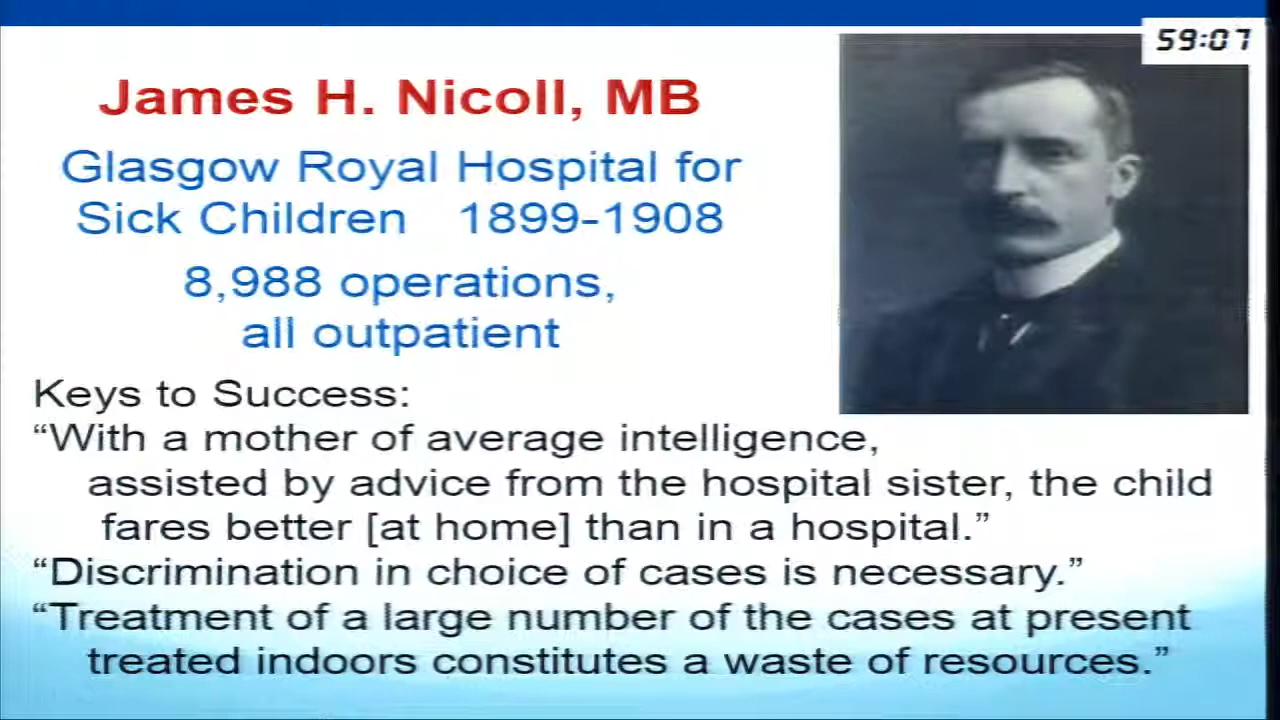 59:07
James H. Nicoll, MB
Glasgow Royal Hospital for
Sick Children 1899-1908
8,988 operations,
all outpatient
Keys to Success:
“With a mother of average intelligence,
assisted by advice from the hospital sister, the child
fares better [at home] than in a hospital.”
“Discrimination in choice of cases is necessary.”
“Treatment of a large number of the cases at present
treated indoors constitutes a waste of resources.”